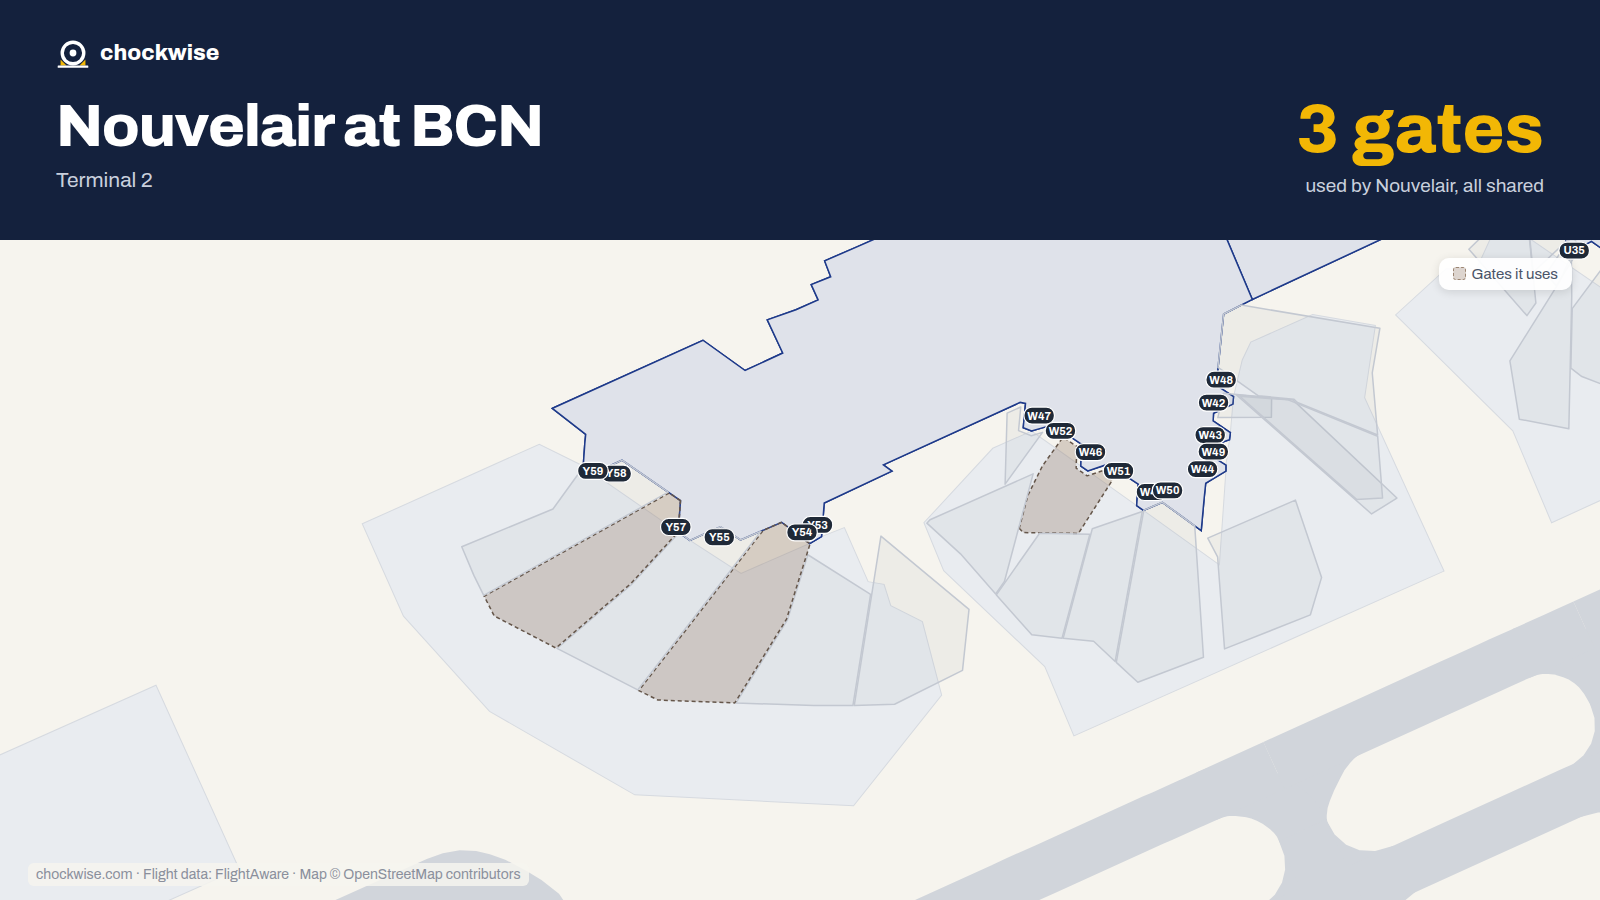 chockwise
Nouvelair at BCN
Terminal 2
3 gates
used by Nouvelair, all shared
U35
Gates it uses
W48
W42
W47
W52
W43
W46
W49
W44
W51
W50
Y59
Y58
Y57
Y55
Y54
Y53
chockwise.com · Flight data: FlightAware · Map © OpenStreetMap contributors